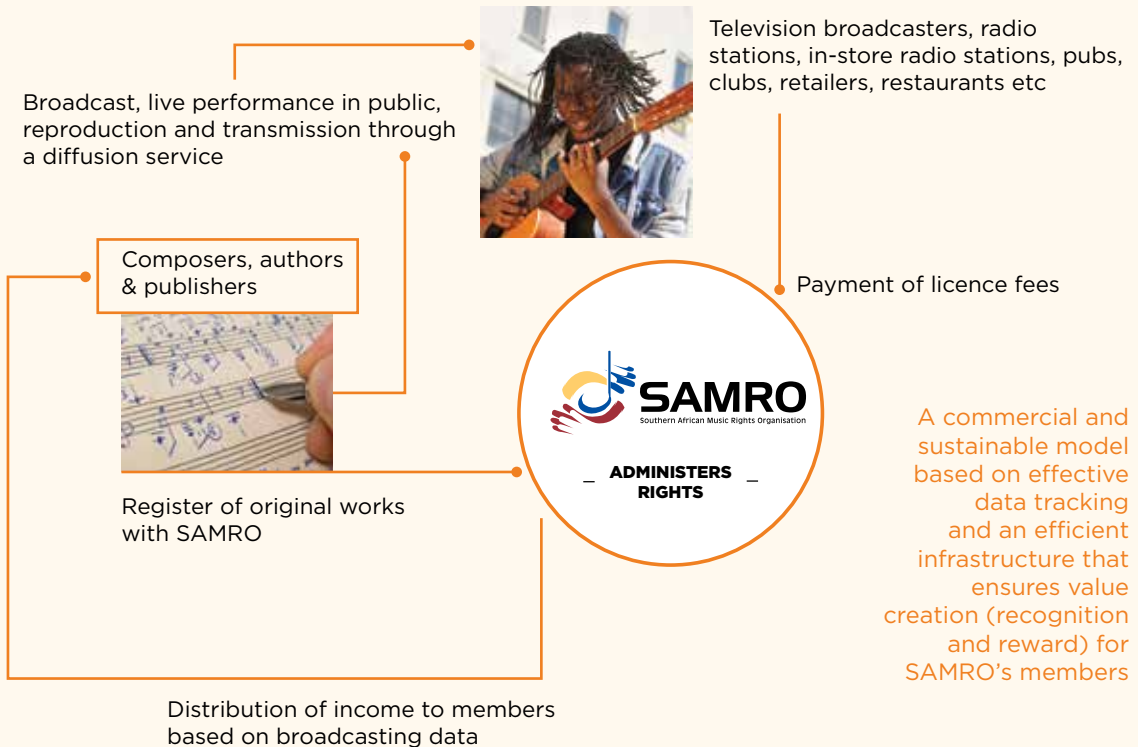 Television broadcasters, radio
stations, in-store radio stations, pubs,
clubs, retailers, restaurants etc
Broadcast, live performance in public,
reproduction and transmission through
a diffusion service
Composers, authors
& publishers
Payment of licence fees
SAMRO
Southern African Music Rights Organisation
_ ADMINISTERS _
RIGHTS
Register of original works
with SAMRO
A commercial and
sustainable model
based on effective
data tracking
and an efficient
infrastructure that
ensures value
creation (recognition
and reward) for
SAMRO’s members
Distribution of income to members
based on broadcasting data